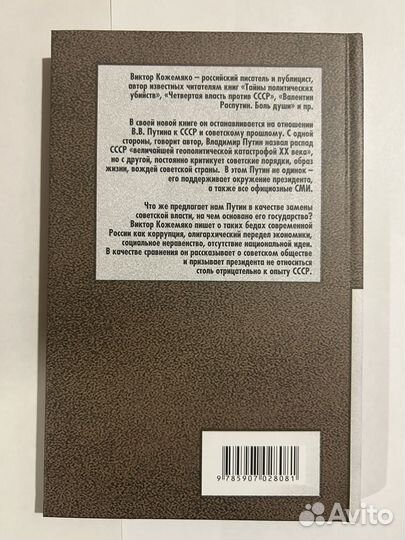 Виктор Кожемяко – российский писатель и публицист,
автор известных читателям книг «Тайны политических
убийств», «Четвертая власть против СССР», «Валентин
Распутин. Боль души» и пр.
В своей новой книге он останавливается на отношении
В.В. Путина к СССР и советскому прошлому. С одной
стороны, говорит автор, Владимир Путин назвал распад
СССР «величайшей геополитической катастрофой XX века»,
но с другой, постоянно критикует советские порядки, образ
жизни, вождей советской страны. В этом Путин не одинок –
его поддерживает окружение президента,
а также все официозные СМИ.
Что же предлагает нам Путин в качестве замены
советской власти, на чем основано его государство?
Виктор Кожемяко пишет о таких бедах современной
России как коррупция, олигархический передел экономики,
социальное неравенство, отсутствие национальной идеи.
В качестве сравнения он рассказывает о советском обществе
и призывает президента не относиться
столь отрицательно к опыту СССР.
9 785907 028081
Avito